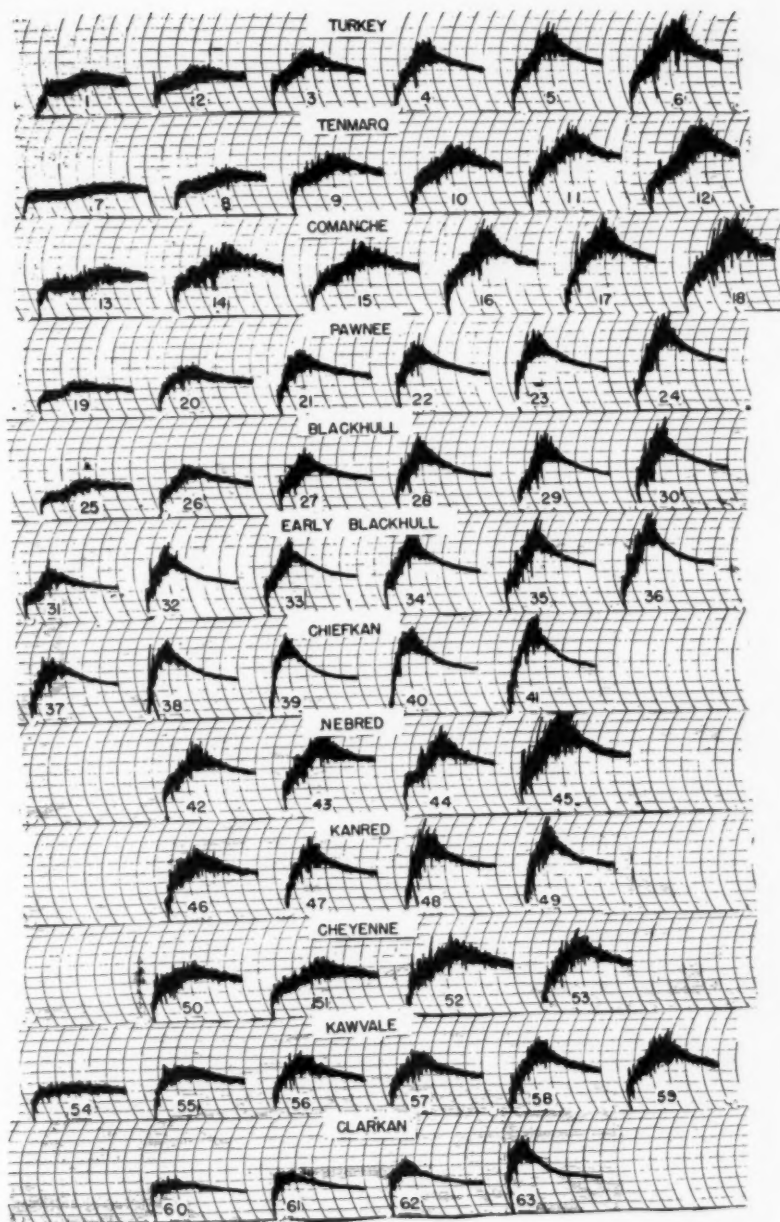 TURKEY
1 2 3 4 5 6
TENMARQ
7 8 9 10 11 12
COMANCHE
13 14 15 16 17 18
PAWNEE
19 20 21 22 23 24
BLACKHULL
25 26 27 28 29 30
EARLY BLACKHULL
31 32 33 34 35 36
CHIEFKAN
37 38 39 40 41
NEBRED
42 43 44 45
KANRED
46 47 48 49
CHEYENNE
50 51 52 53
KAWVALE
54 55 56 57 58 59
CLARKAN
60 61 62 63